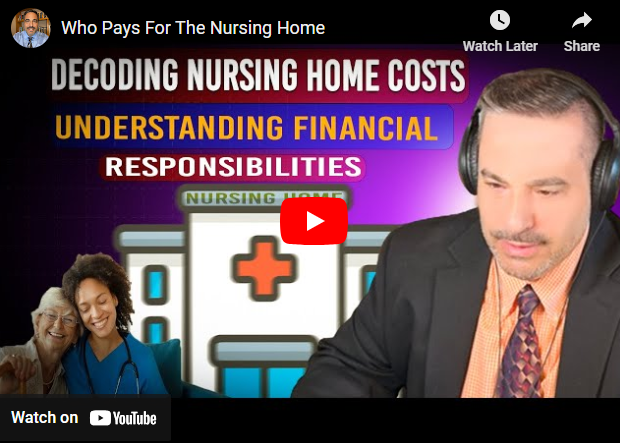 Who Pays For The Nursing Home
Watch Later
Share
DECODING NURSING HOME COSTS
UNDERSTANDING FINANCIAL
RESPONSIBILITIES
NURSING HOME
Watch on YouTube